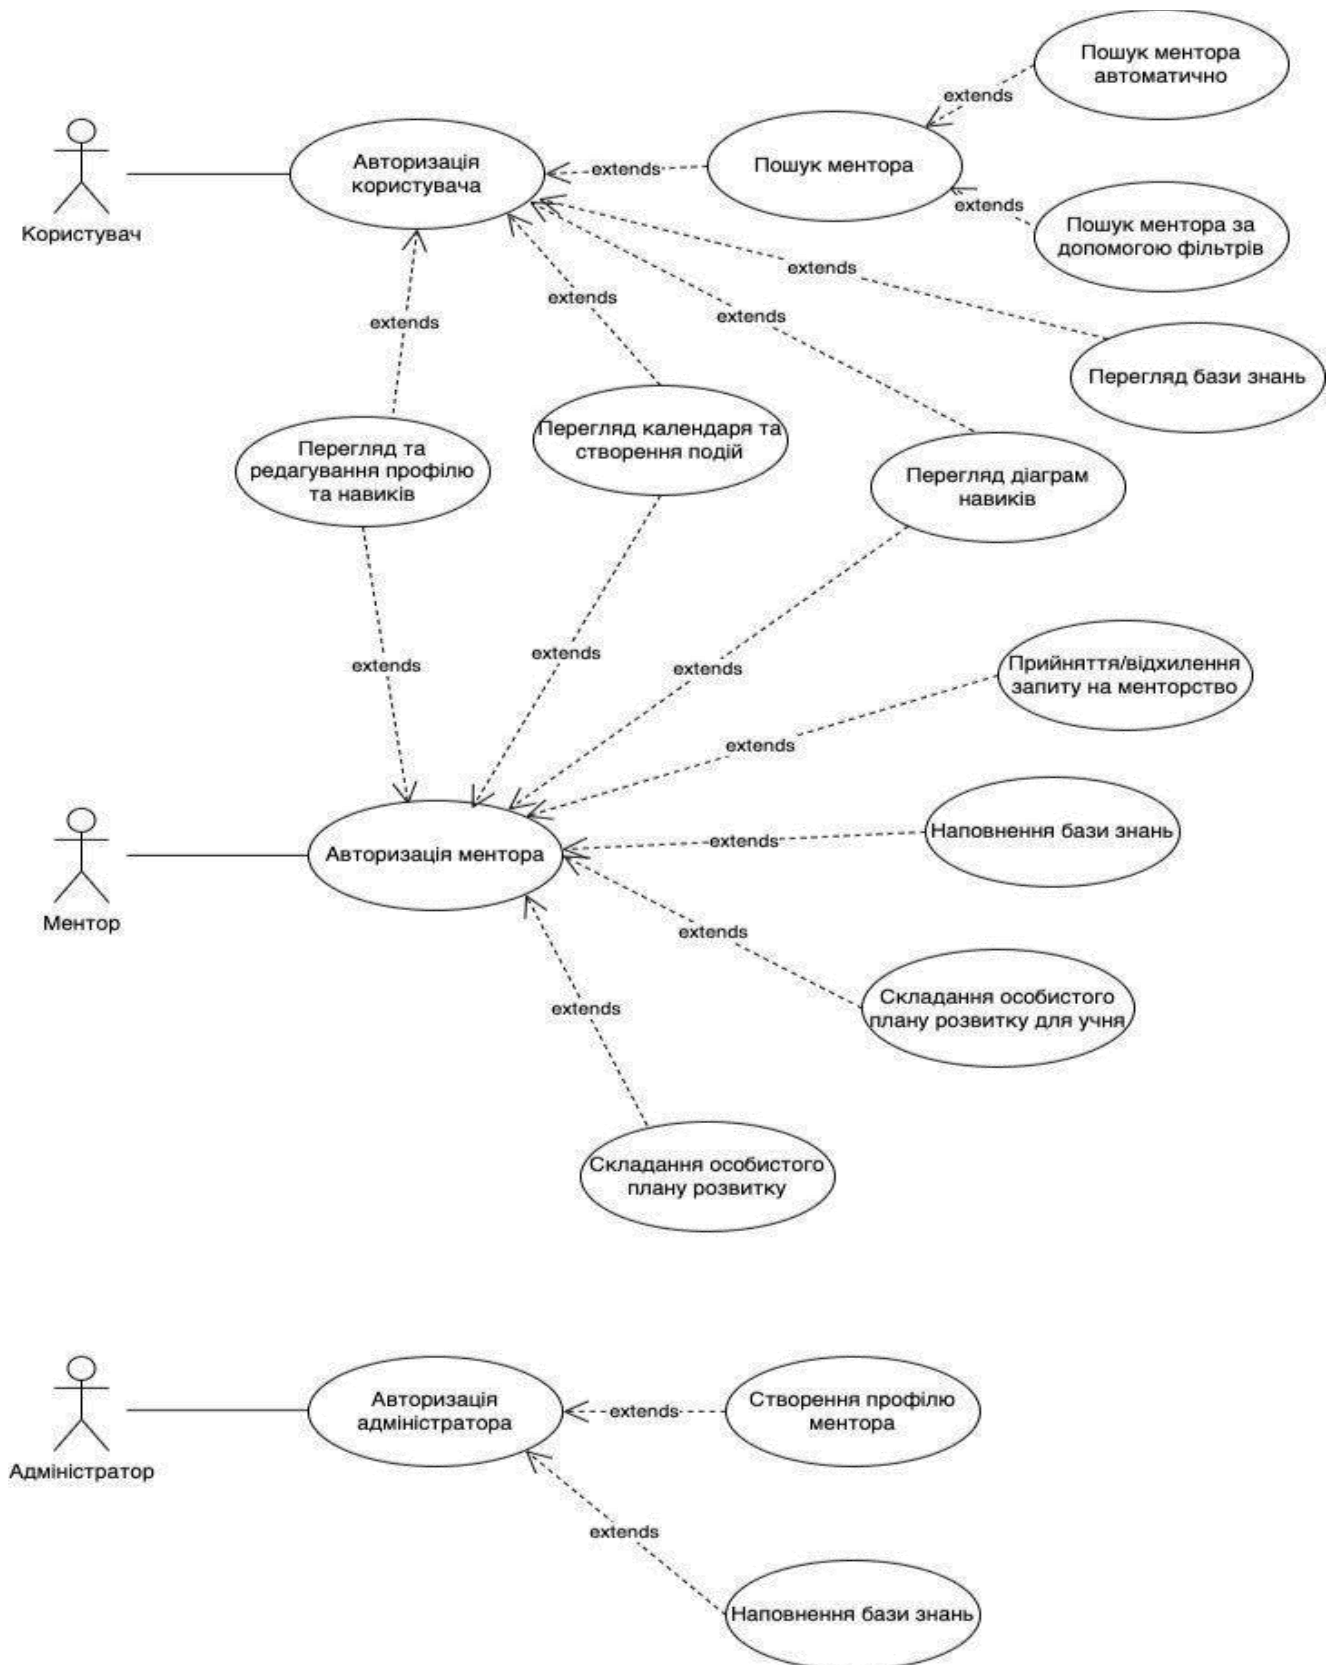 Пошук ментора
автоматично
extends
Авторизація
користувача
extends
Пошук ментора
extends
Пошук ментора за
допомогою фільтрів
Користувач
extends
extends
extends
extends
Перегляд бази знань
Перегляд та
редагування профілю
та навиків
Перегляд календаря та
створення подій
Перегляд діаграм
навиків
extends
extends
extends
Прийняття/відхилення
запиту на менторство
extends
Наповнення бази знань
extends
Авторизація ментора
Ментор
extends
Складання особистого
плану розвитку для учня
extends
Складання особистого
плану розвитку
Авторизація
адміністратора
extends
Створення профілю
ментора
Адміністратор
extends
Наповнення бази знань